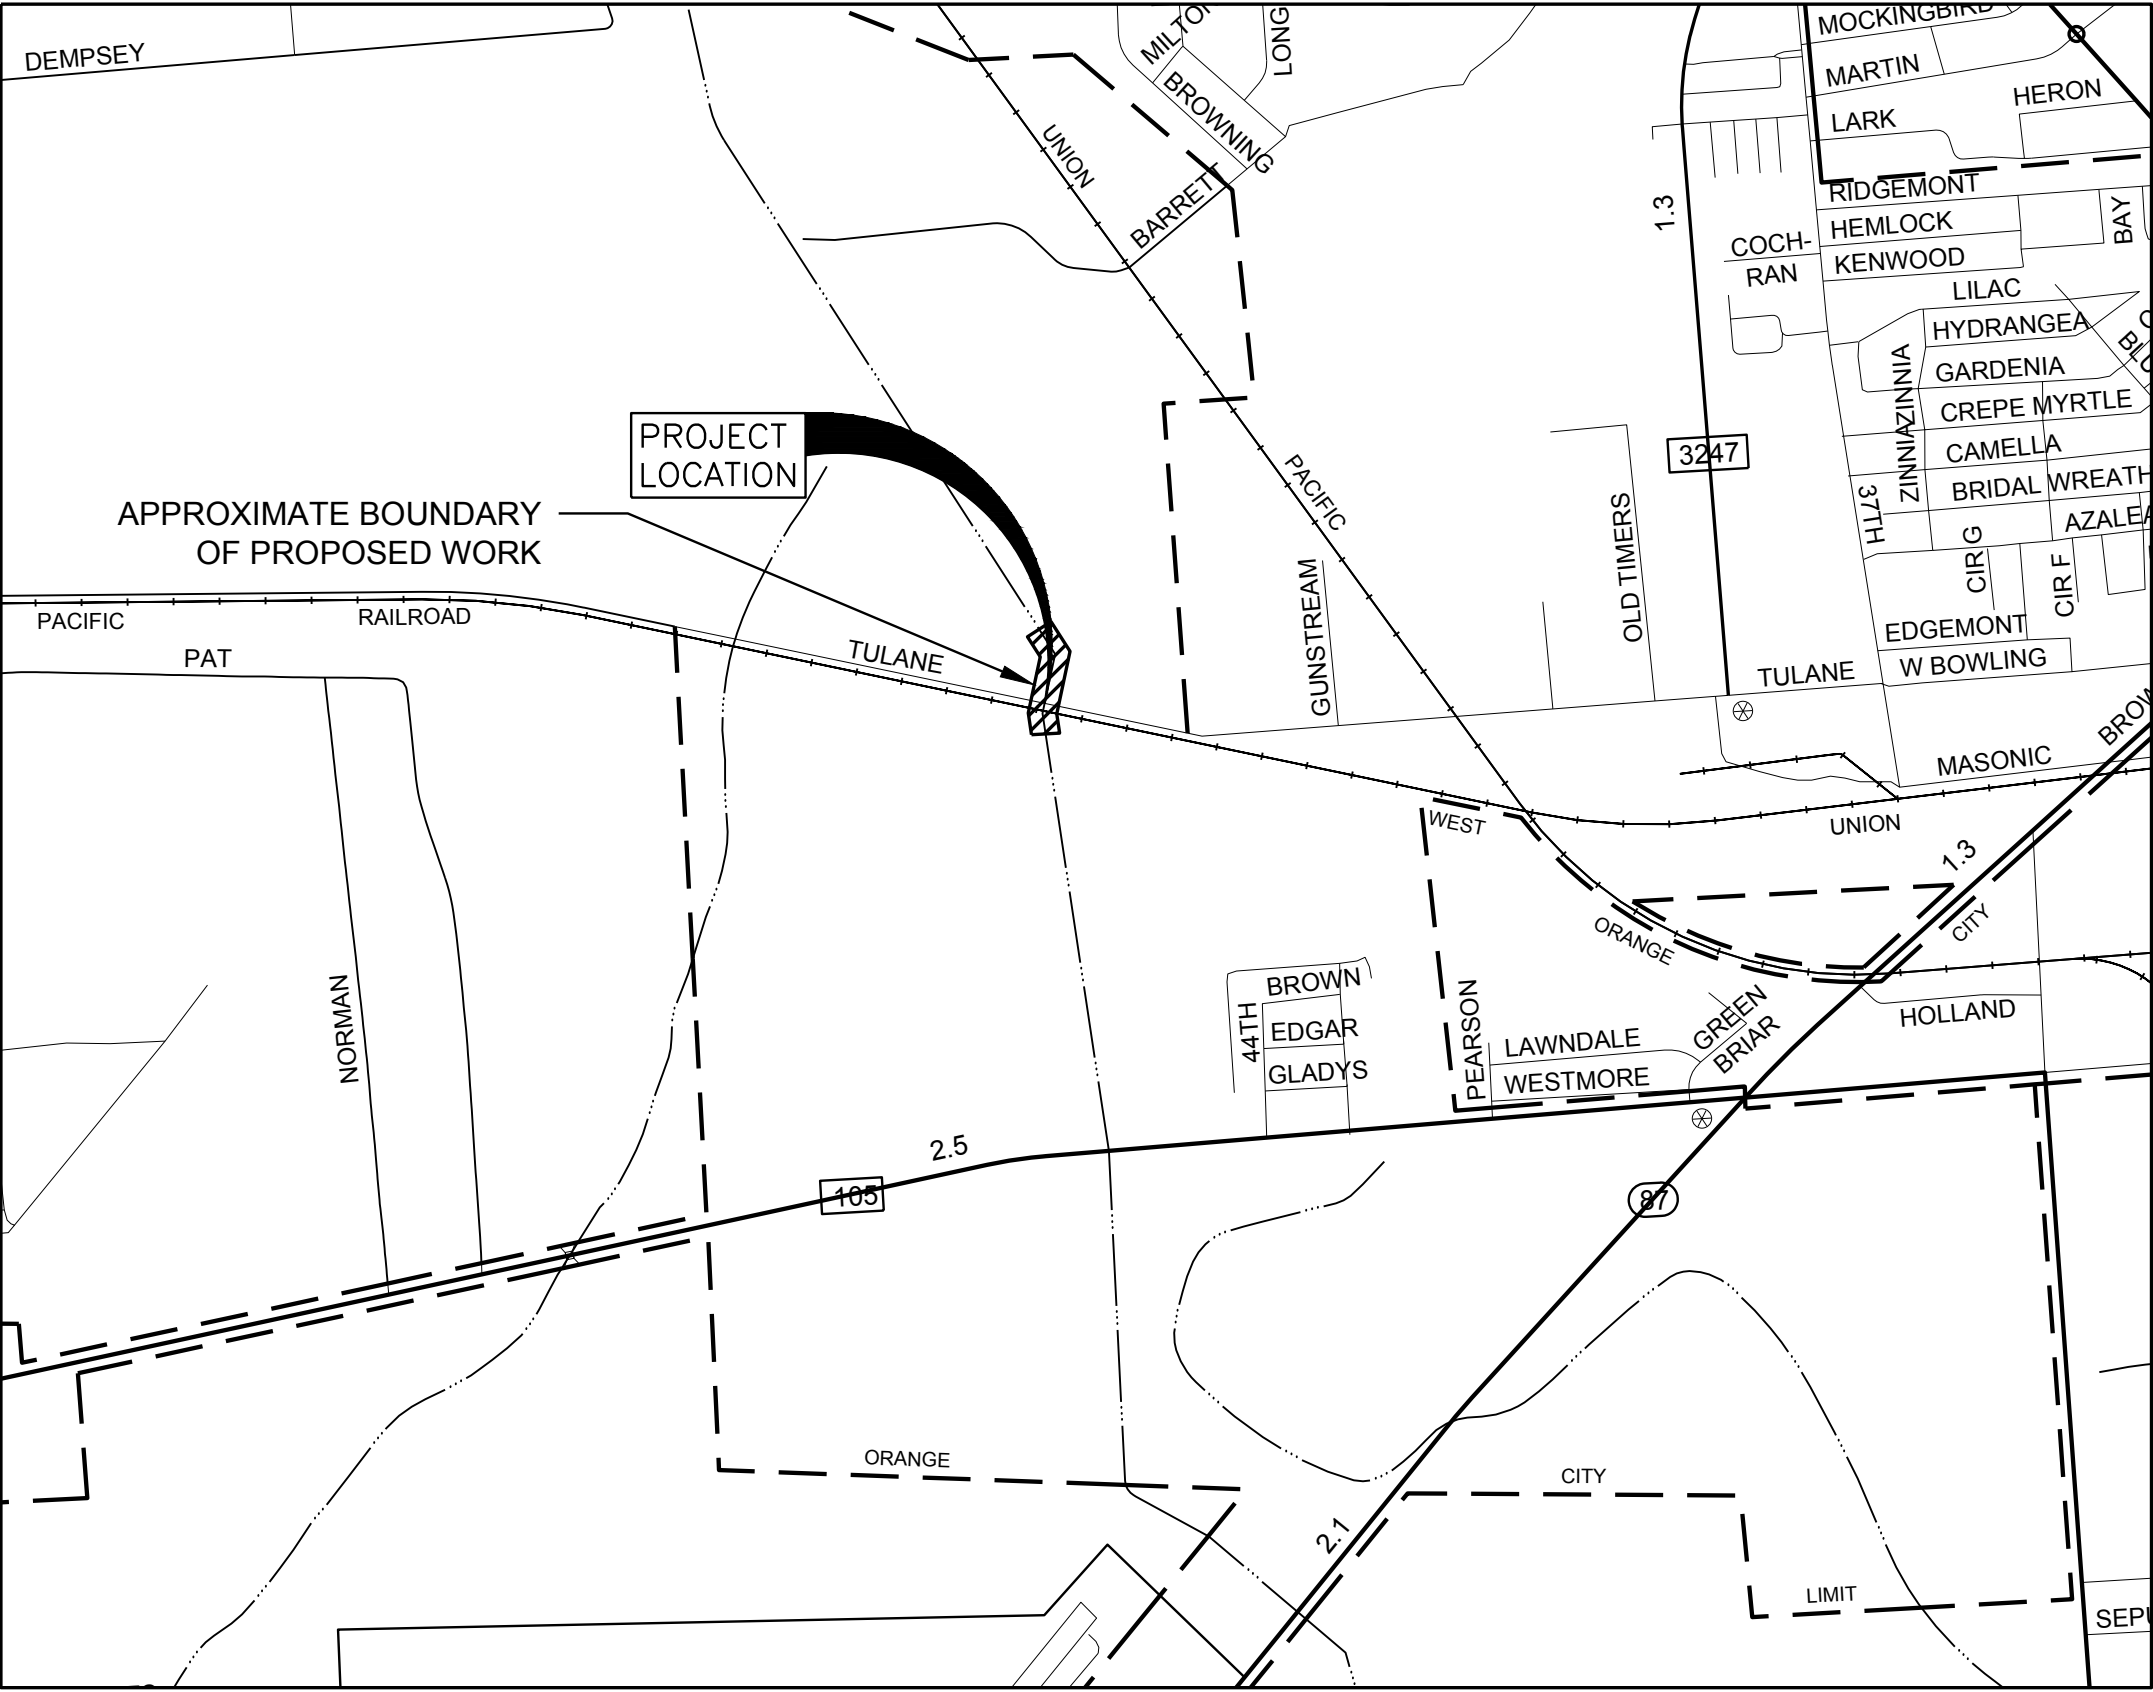 DEMPSEY
MILTON
LONG
BROWNING
BARRETT
UNION
MOCKINGBIRD
MARTIN
HERON
LARK
1.3
RIDGEMONT
HEMLOCK
BAY
COCH-
RAN
KENWOOD
LILAC
HYDRANGEA
ZINNIA
GARDENIA
CREPE MYRTLE
ZINNIA
CAMELLA
BRIDAL WREATH
37TH
AZALEA
CIR G
CIR F
3247
PROJECT
LOCATION
APPROXIMATE BOUNDARY
OF PROPOSED WORK
PACIFIC
OLD TIMERS
GUNSTREAM
EDGEMONT
W BOWLING
TULANE
PACIFIC
RAILROAD
PAT
TULANE
BROW
MASONIC
WEST
UNION
1.3
CITY
ORANGE
NORMAN
44TH
BROWN
EDGAR
GLADYS
PEARSON
LAWNDALE
WESTMORE
GREEN
BRIAR
HOLLAND
2.5
105
87
ORANGE
CITY
2.1
LIMIT
SEPU